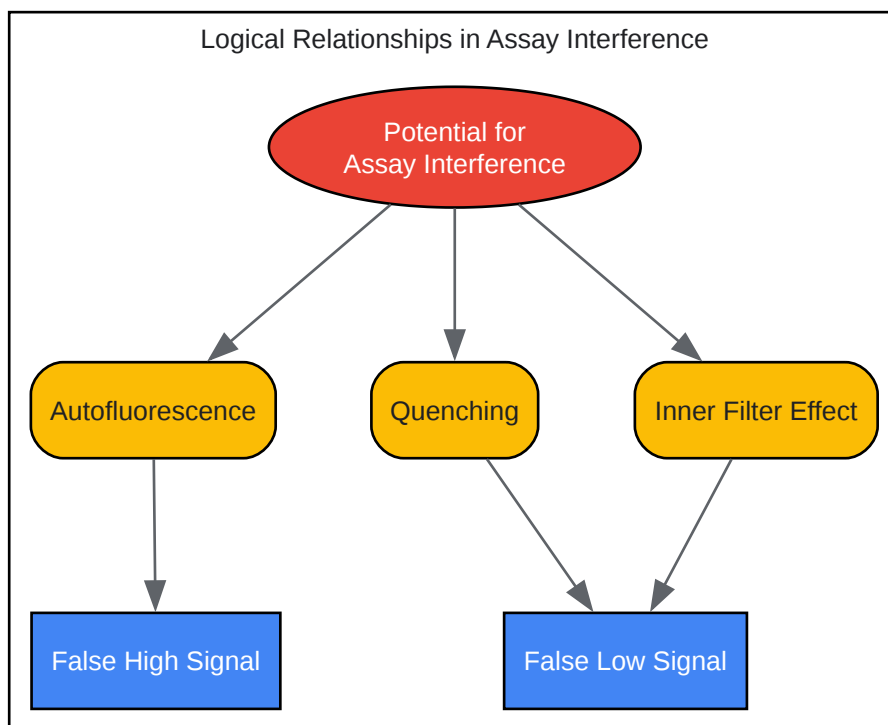 Logical Relationships in Assay Interference
Potential for
Assay Interference
Autofluorescence
Quenching
Inner Filter Effect
False High Signal
False Low Signal